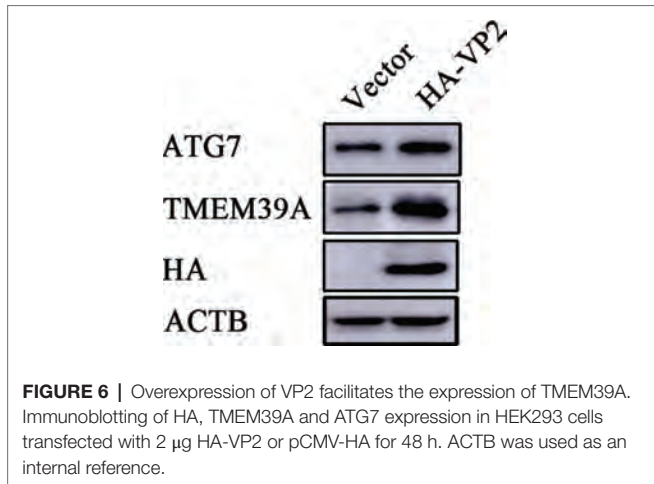 Vector HA-VP2
ATG7
TMEM39A
HA
ACTB
FIGURE 6 | Overexpression of VP2 facilitates the expression of TMEM39A.
Immunoblotting of HA, TMEM39A and ATG7 expression in HEK293 cells
transfected with 2 μg HA-VP2 or pCMV-HA for 48 h. ACTB was used as an
internal reference.